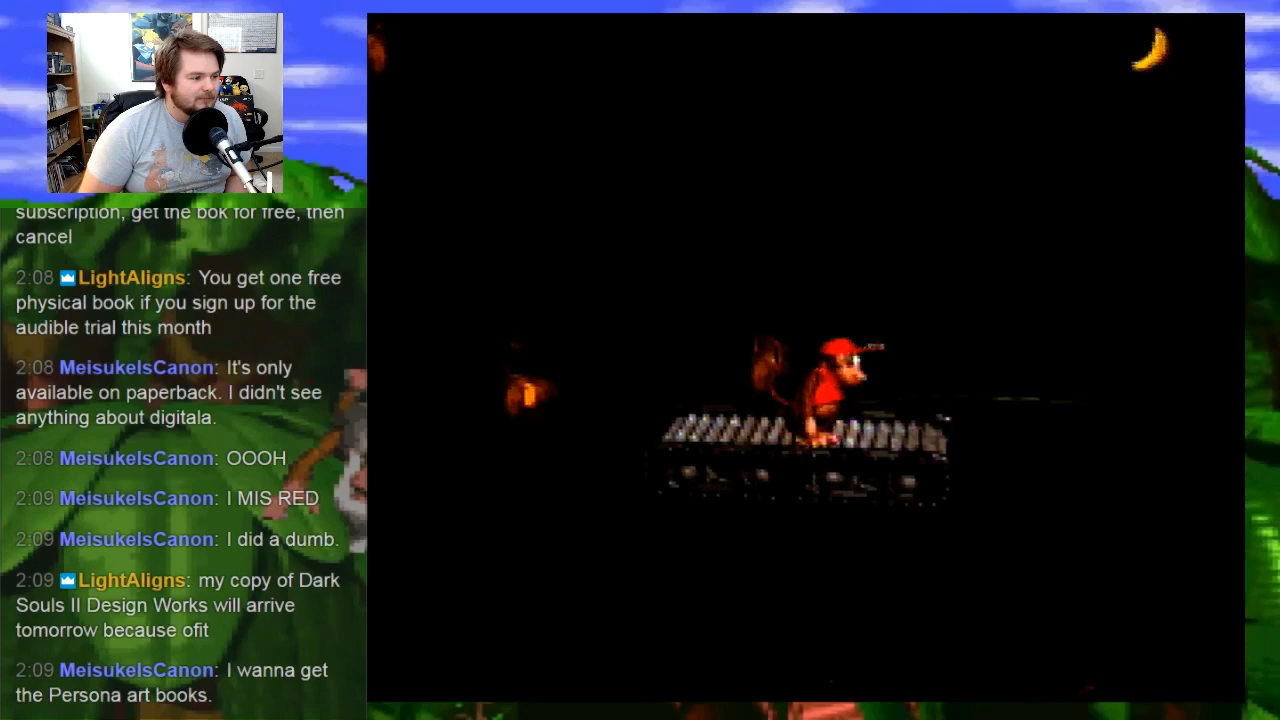 subscription, get the bok for free, then
cancel
2:08 LightAligns: You get one free
physical book if you sign up for the
audible trial this month
2:08 MeisukeIsCanon: It's only
available on paperback. I didn't see
anything about digitala.
2:08 MeisukeIsCanon: OOOH
2:09 MeisukeIsCanon: I MIS RED
2:09 MeisukeIsCanon: I did a dumb.
2:09 LightAligns: my copy of Dark
Souls II Design Works will arrive
tomorrow because ofit
2:09 MeisukeIsCanon: I wanna get
the Persona art books.